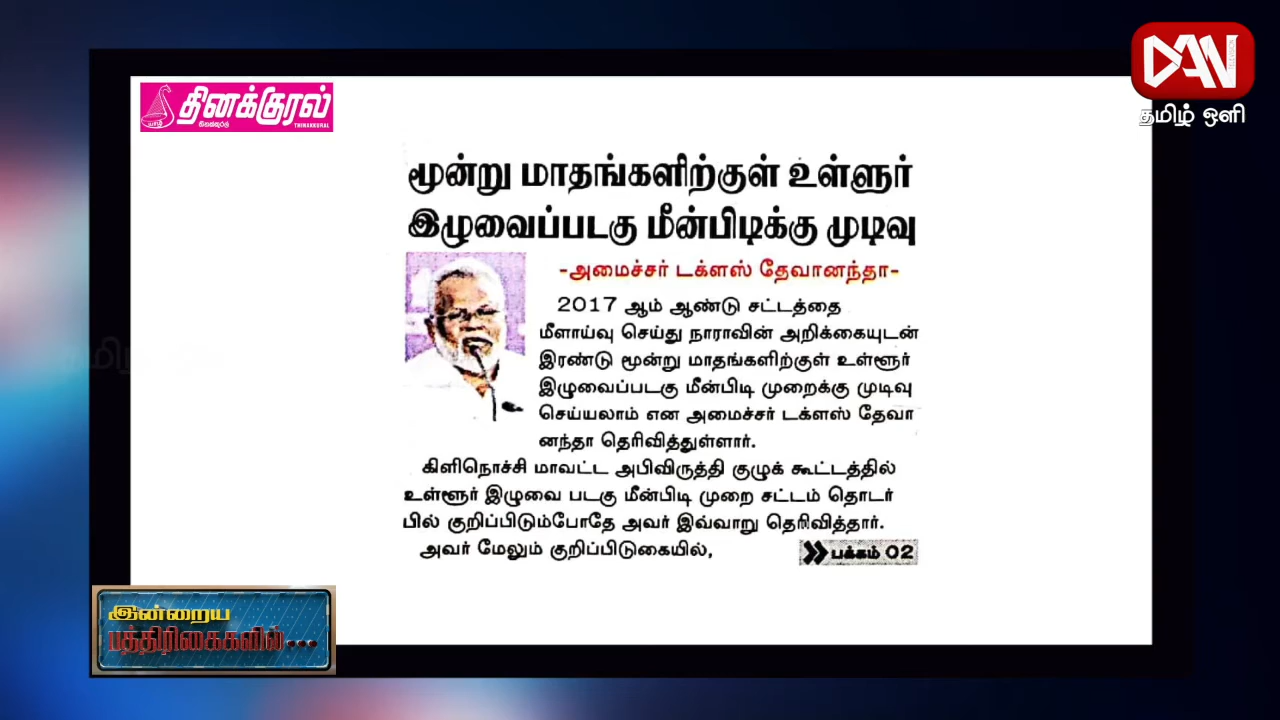 DAN
தமிழ் ஒளி
தினக்குரல்
THINAKKURAL
மூன்று மாதங்களிற்குள் உள்ளூர்
இழுவைப்படகு மீன்பிடிக்கு முடிவு
-அமைச்சர் டக்ளஸ் தேவானந்தா-
2017 ஆம் ஆண்டு சட்டத்தை
மீளாய்வு செய்து நாராவின் அறிக்கையுடன்
இரண்டு மூன்று மாதங்களிற்குள் உள்ளூர்
இழுவைப்படகு மீன்பிடி முறைக்கு முடிவு
செய்யலாம் என அமைச்சர் டக்ளஸ் தேவா
னந்தா தெரிவித்துள்ளார்.
கிளிநொச்சி மாவட்ட அபிவிருத்தி குழுக் கூட்டத்தில்
உள்ளூர் இழுவை படகு மீன்பிடி முறை சட்டம் தொடர்
பில் குறிப்பிடும்போதே அவர் இவ்வாறு தெரிவித்தார்.
அவர் மேலும் குறிப்பிடுகையில்,
பக்கம் 02
இன்றைய
பத்திரிகைகளில்...